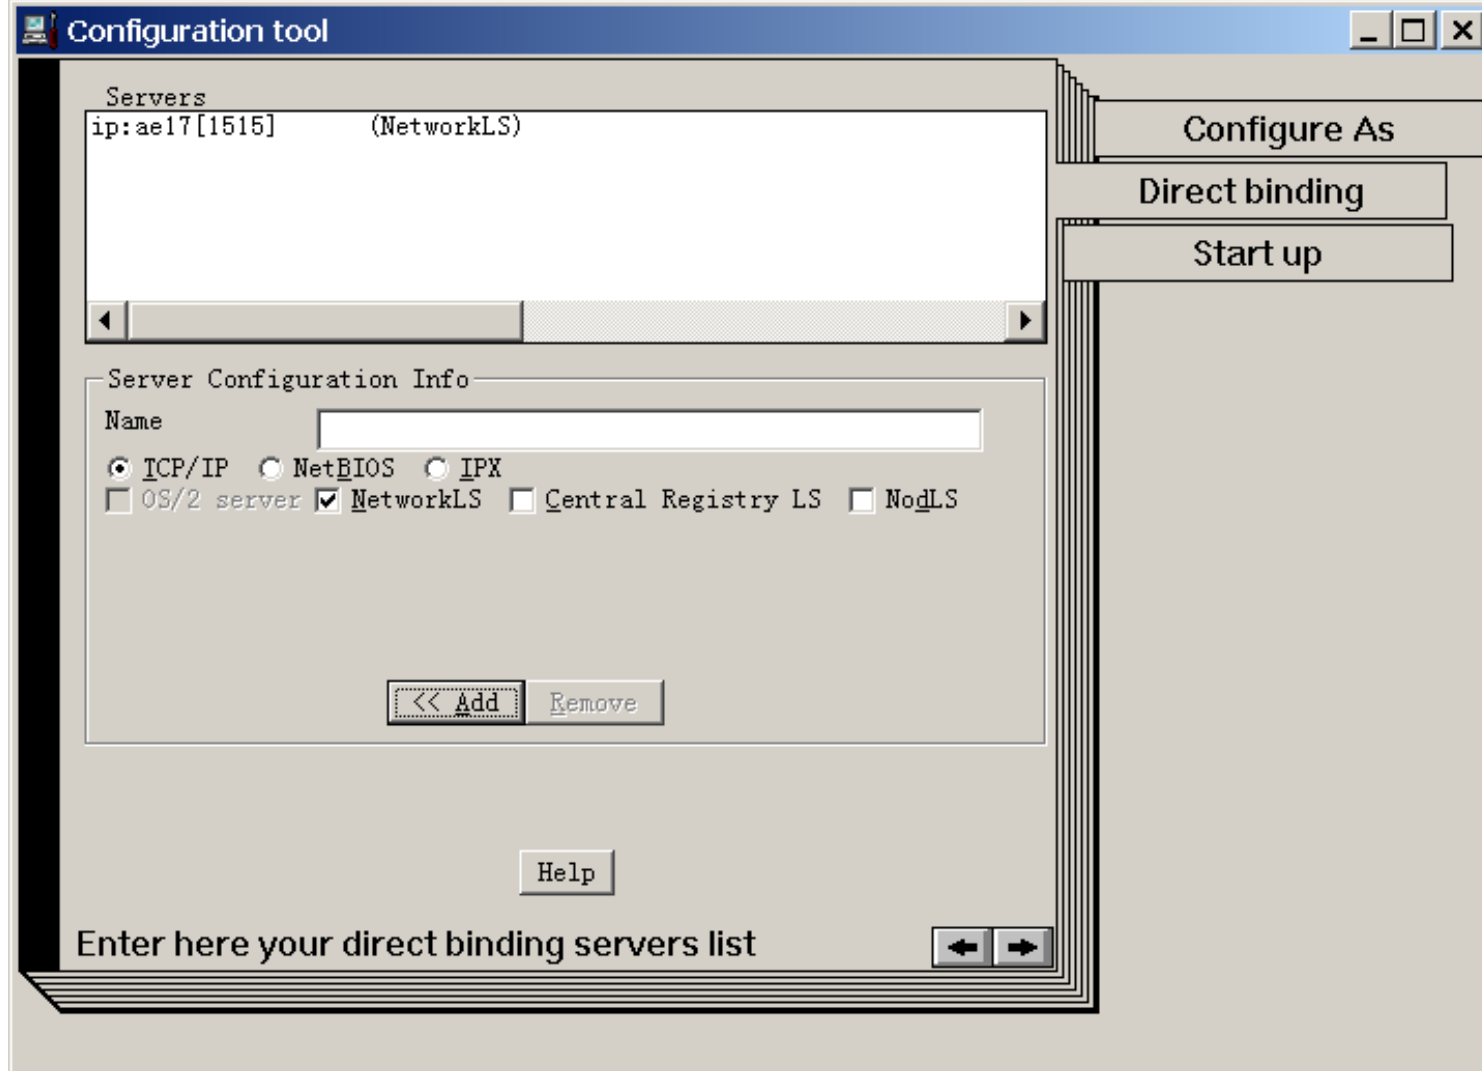 Configuration tool
Servers
ip:ae17[1515] (NetworkLS)
Configure As
Direct binding
Start up
Server Configuration Info
Name
TCP/IP NetBIOS IPX
OS/2 server NetworkLS Central Registry LS NodLS
<< Add Remove
Help
Enter here your direct binding servers list